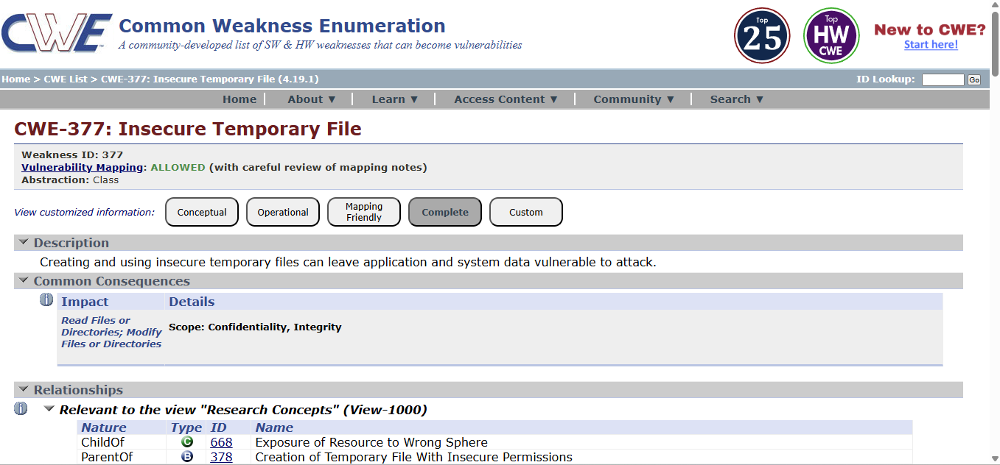 CWE™
Common Weakness Enumeration
A community-developed list of SW & HW weaknesses that can become vulnerabilities
Top
25
Top
HW
CWE
New to CWE?
Start here!
Home > CWE List > CWE-377: Insecure Temporary File (4.19.1)
ID Lookup: Go
Home | About ▼ | Learn ▼ | Access Content ▼ | Community ▼ | Search ▼
CWE-377: Insecure Temporary File
Weakness ID: 377
Vulnerability Mapping: ALLOWED (with careful review of mapping notes)
Abstraction: Class
View customized information:
Conceptual
Operational
Mapping
Friendly
Complete
Custom
Description
Creating and using insecure temporary files can leave application and system data vulnerable to attack.
Common Consequences
i Impact Details
Read Files or
Directories; Modify
Files or Directories
Scope: Confidentiality, Integrity
Relationships
i Relevant to the view "Research Concepts" (View-1000)
Nature Type ID Name
ChildOf C 668 Exposure of Resource to Wrong Sphere
ParentOf B 378 Creation of Temporary File With Insecure Permissions